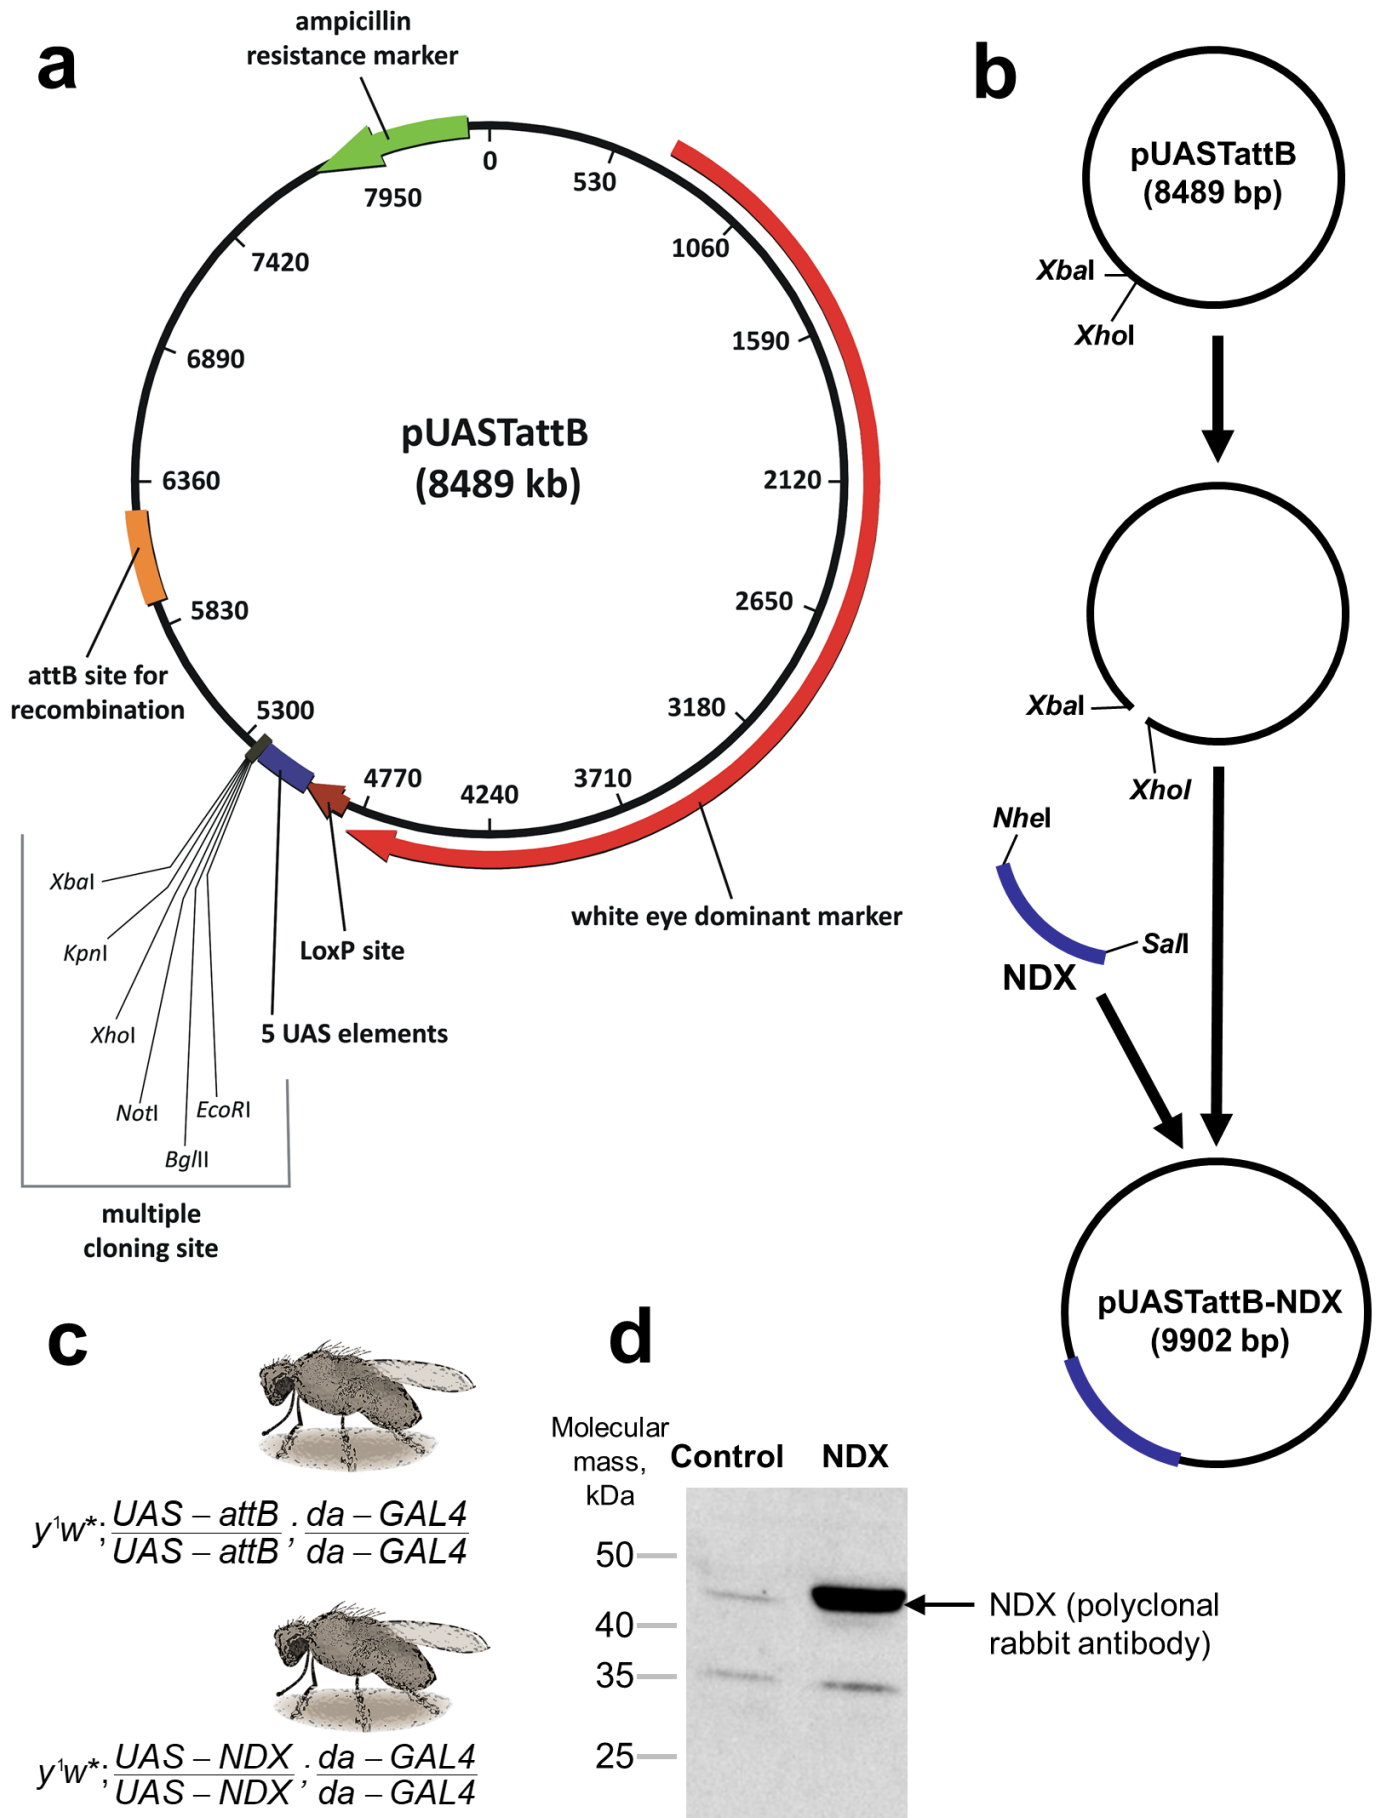 a
ampicillin
resistance marker
0
530
1060
1590
2120
2650
3180
3710
4240
4770
5300
5830
6360
6890
7420
7950
pUASTattB
(8489 kb)
attB site for
recombination
white eye dominant marker
LoxP site
5 UAS elements
XbaI
KpnI
XhoI
NotI
EcoRI
BglII
multiple
cloning site
b
pUASTattB
(8489 bp)
XbaI
XhoI
XbaI
XhoI
NheI
SalI
NDX
pUASTattB-NDX
(9902 bp)
c
y¹w*; UAS – attB ; da – GAL4
UAS – attB da – GAL4
y¹w*; UAS – NDX ; da – GAL4
UAS – NDX da – GAL4
d
Molecular
mass,
kDa
Control NDX
50
40
35
25
NDX (polyclonal
rabbit antibody)